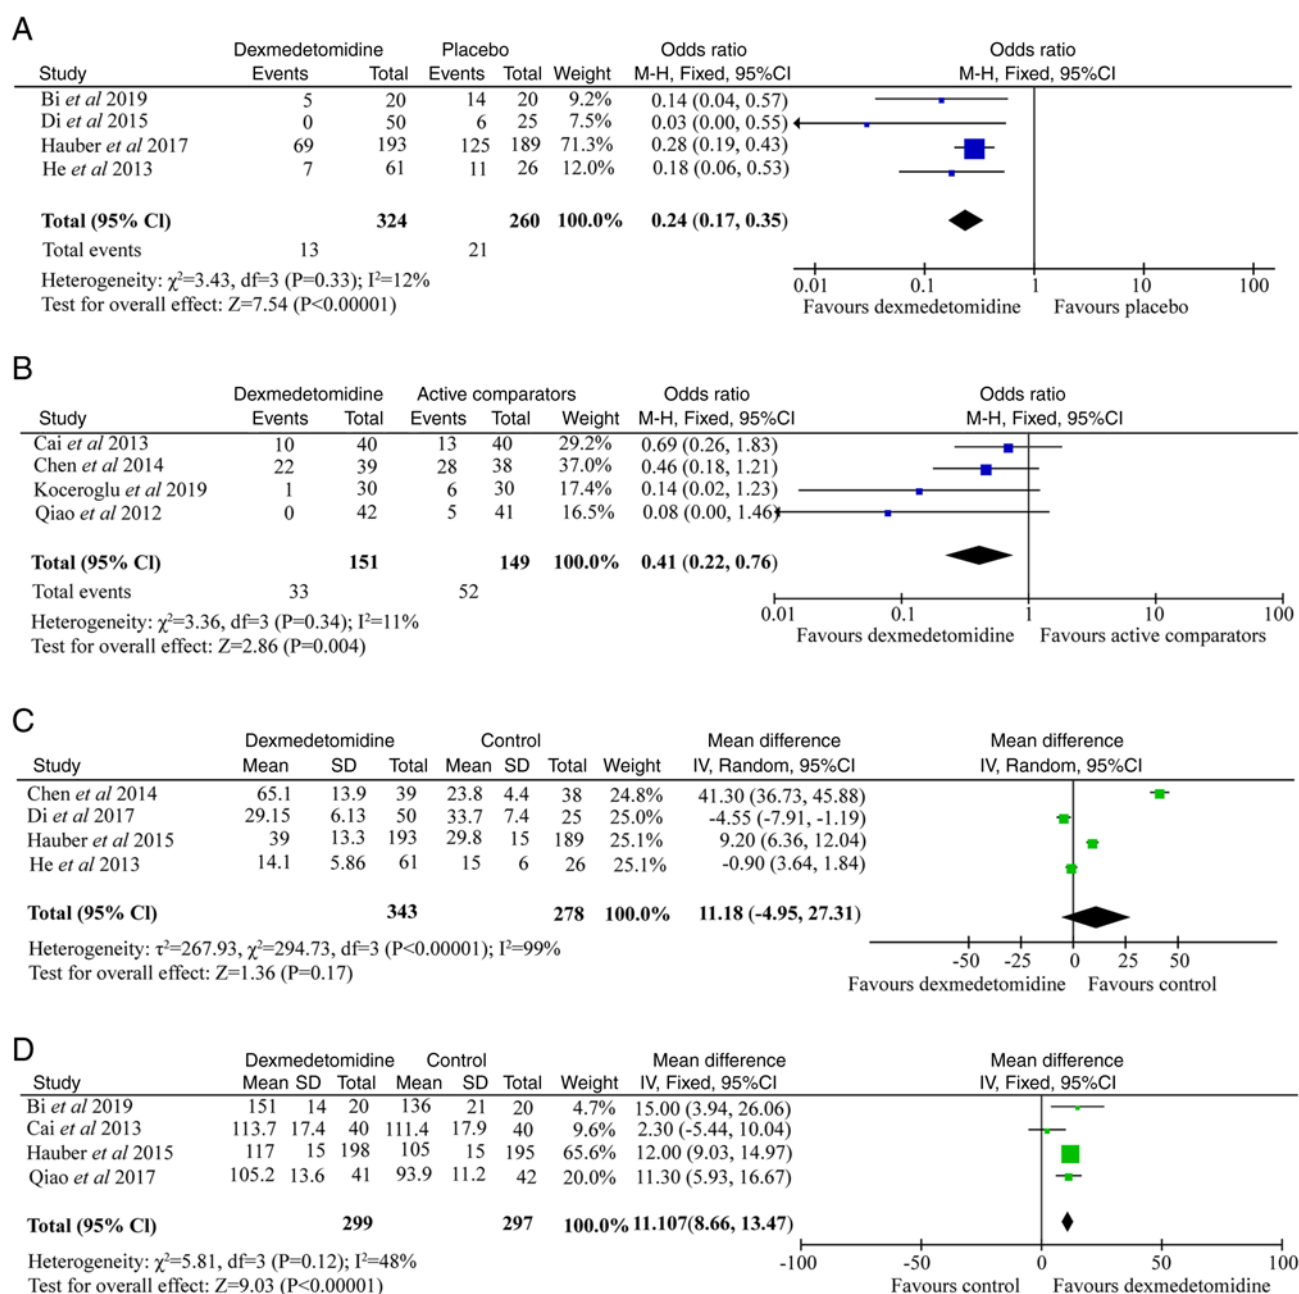 A
Dexmedetomidine Placebo Odds ratio Odds ratio
Study Events Total Events Total Weight M-H, Fixed, 95%CI M-H, Fixed, 95%CI
Bi et al 2019 5 20 14 20 9.2% 0.14 (0.04, 0.57)
Di et al 2015 0 50 6 25 7.5% 0.03 (0.00, 0.55)
Hauber et al 2017 69 193 125 189 71.3% 0.28 (0.19, 0.43)
He et al 2013 7 61 11 26 12.0% 0.18 (0.06, 0.53)
Total (95% CI) 324 260 100.0% 0.24 (0.17, 0.35)
Total events 13 21
Heterogeneity: χ²=3.43, df=3 (P=0.33); I²=12%
Test for overall effect: Z=7.54 (P<0.00001)
0.01 0.1 1 10 100
Favours dexmedetomidine Favours placebo
B
Dexmedetomidine Active comparators Odds ratio Odds ratio
Study Events Total Events Total Weight M-H, Fixed, 95%CI M-H, Fixed, 95%CI
Cai et al 2013 10 40 13 40 29.2% 0.69 (0.26, 1.83)
Chen et al 2014 22 39 28 38 37.0% 0.46 (0.18, 1.21)
Koceroglu et al 2019 1 30 6 30 17.4% 0.14 (0.02, 1.23)
Qiao et al 2012 0 42 5 41 16.5% 0.08 (0.00, 1.46)
Total (95% CI) 151 149 100.0% 0.41 (0.22, 0.76)
Total events 33 52
Heterogeneity: χ²=3.36, df=3 (P=0.34); I²=11%
Test for overall effect: Z=2.86 (P=0.004)
0.01 0.1 1 10 100
Favours dexmedetomidine Favours active comparators
C
Dexmedetomidine Control Mean difference Mean difference
Study Mean SD Total Mean SD Total Weight IV, Random, 95%CI IV, Random, 95%CI
Chen et al 2014 65.1 13.9 39 23.8 4.4 38 24.8% 41.30 (36.73, 45.88)
Di et al 2017 29.15 6.13 50 33.7 7.4 25 25.0% -4.55 (-7.91, -1.19)
Hauber et al 2015 39 13.3 193 29.8 15 189 25.1% 9.20 (6.36, 12.04)
He et al 2013 14.1 5.86 61 15 6 26 25.1% -0.90 (3.64, 1.84)
Total (95% CI) 343 278 100.0% 11.18 (-4.95, 27.31)
Heterogeneity: τ²=267.93, χ²=294.73, df=3 (P<0.00001); I²=99%
Test for overall effect: Z=1.36 (P=0.17)
-50 -25 0 25 50
Favours dexmedetomidine Favours control
D
Dexmedetomidine Control Mean difference Mean difference
Study Mean SD Total Mean SD Total Weight IV, Fixed, 95%CI IV, Fixed, 95%CI
Bi et al 2019 151 14 20 136 21 20 4.7% 15.00 (3.94, 26.06)
Cai et al 2013 113.7 17.4 40 111.4 17.9 40 9.6% 2.30 (-5.44, 10.04)
Hauber et al 2015 117 15 198 105 15 195 65.6% 12.00 (9.03, 14.97)
Qiao et al 2017 105.2 13.6 41 93.9 11.2 42 20.0% 11.30 (5.93, 16.67)
Total (95% CI) 299 297 100.0% 11.107(8.66, 13.47)
Heterogeneity: χ²=5.81, df=3 (P=0.12); I²=48%
Test for overall effect: Z=9.03 (P<0.00001)
-100 -50 0 50 100
Favours control Favours dexmedetomidine